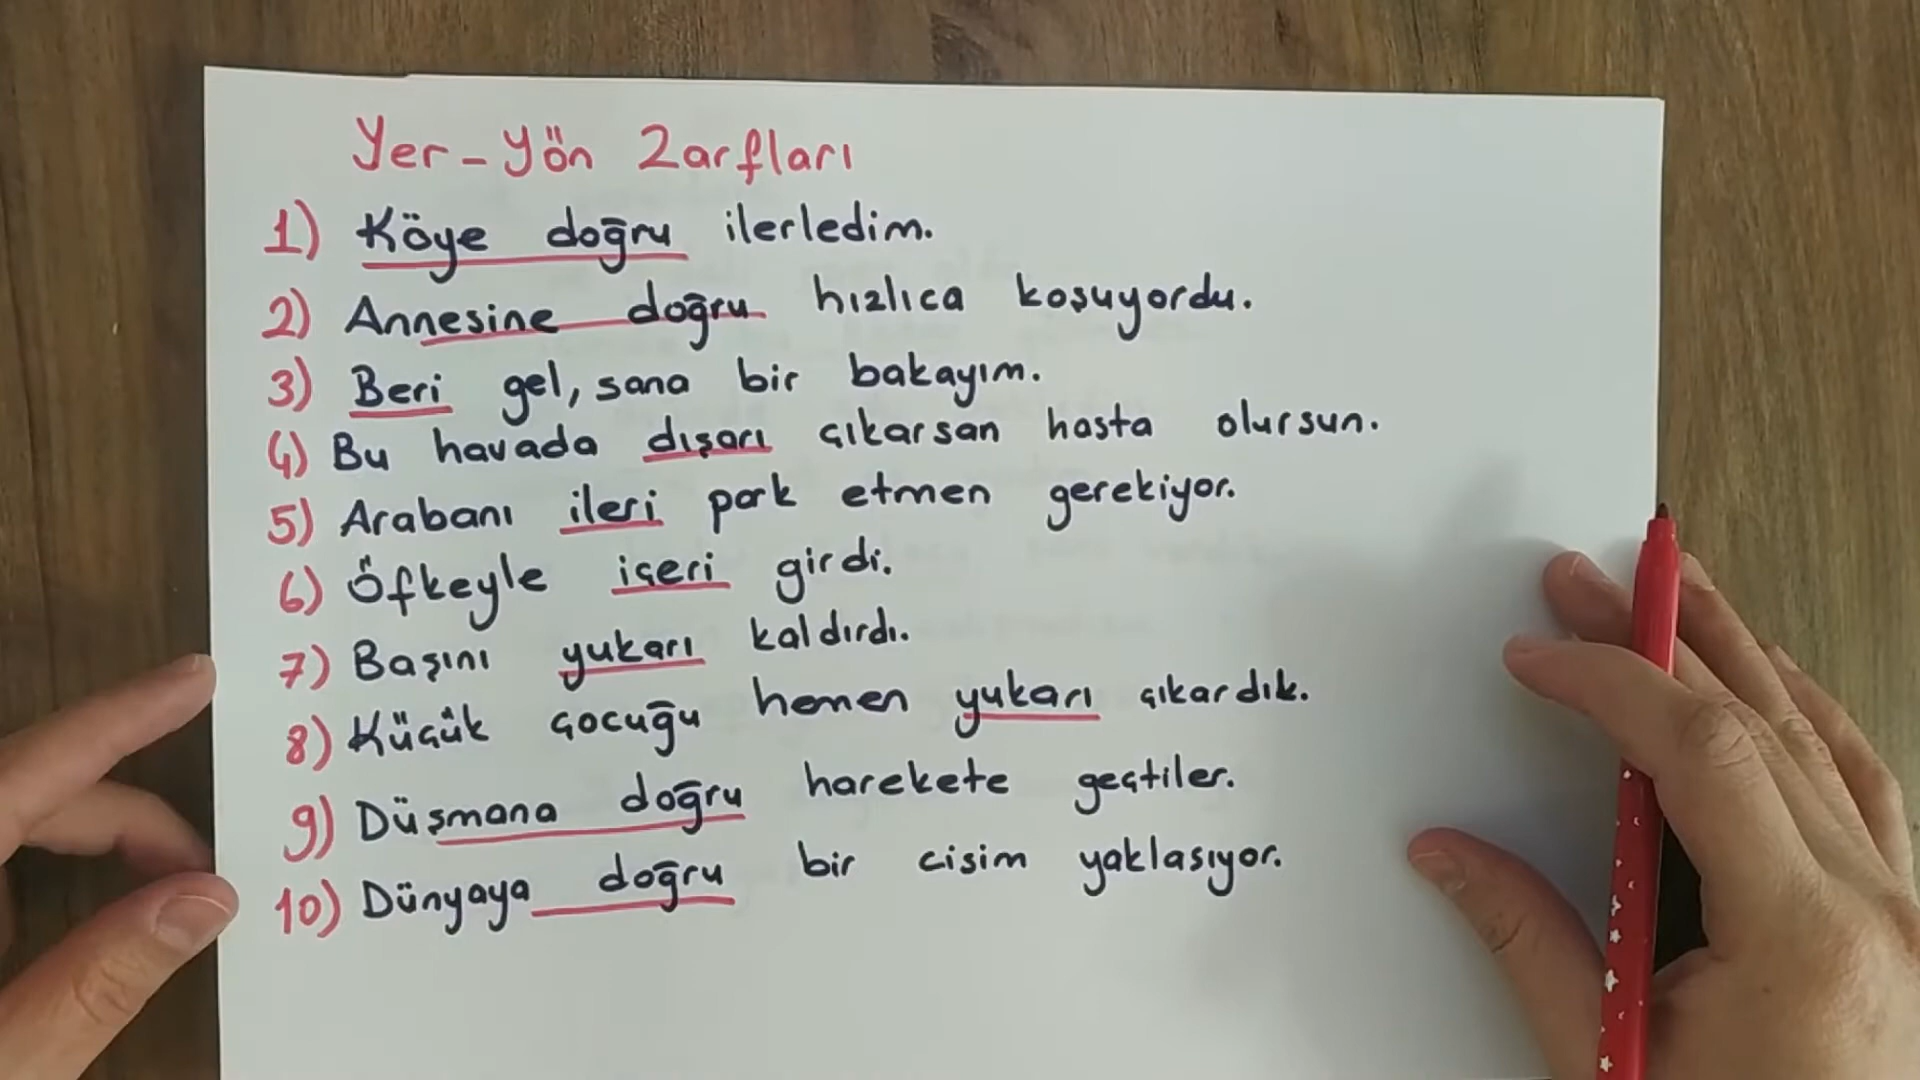 Yer-Yön Zarfları
1) Köye doğru ilerledim.
2) Annesine doğru hızlıca koşuyordu.
3) Beri gel, sana bir bakayım.
4) Bu havada dışarı çıkarsan hasta olursun.
5) Arabanı ileri park etmen gerekiyor.
6) Öfkeyle içeri girdi.
7) Başını yukarı kaldırdı.
8) Küçük çocuğu hemen yukarı çıkardık.
9) Düşmana doğru harekete geçtiler.
10) Dünyaya doğru bir cisim yaklasıyor.